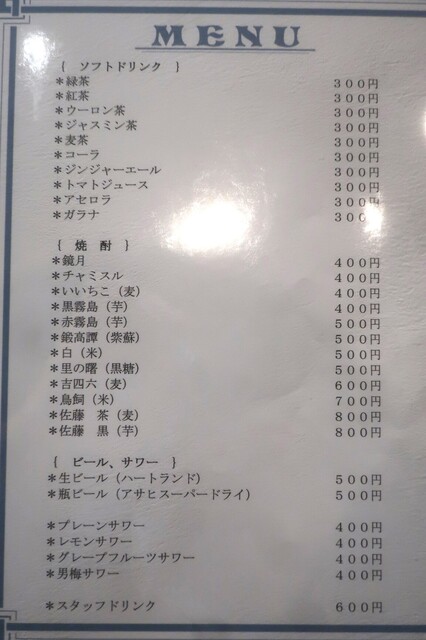 MENU
{ ソフトドリンク }
＊緑茶 ３００円
＊紅茶 ３００円
＊ウーロン茶 ３００円
＊ジャスミン茶 ３００円
＊麦茶 ３００円
＊コーラ ３００円
＊ジンジャーエール ３００円
＊トマトジュース ３００円
＊アセロラ ３００円
＊ガラナ ３００円
{ 焼 酎 }
＊鏡月 ４００円
＊チャミスル ４００円
＊いいちこ（麦） ４００円
＊黒霧島（芋） ４００円
＊赤霧島（芋） ５００円
＊鍛高譚（紫蘇） ５００円
＊白（米） ５００円
＊里の曙（黒糖） ５００円
＊吉四六（麦） ６００円
＊鳥飼（米） ７００円
＊佐藤 茶（麦） ８００円
＊佐藤 黒（芋） ８００円
{ ビール、サワー }
＊生ビール（ハートランド） ５００円
＊瓶ビール（アサヒスーパードライ） ５００円
＊プレーンサワー ４００円
＊レモンサワー ４００円
＊グレープフルーツサワー ４００円
＊男梅サワー ４００円
＊スタッフドリンク ６００円